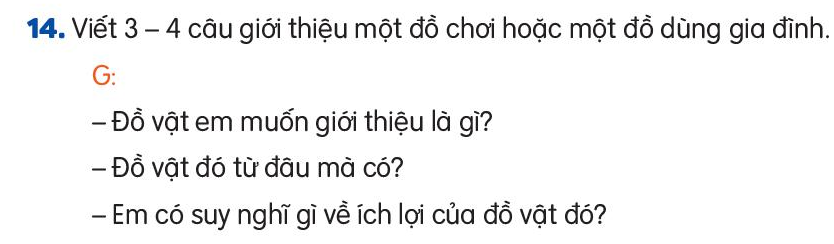 14. Viết 3 – 4 câu giới thiệu một đồ chơi hoặc một đồ dùng gia đình.
G:
– Đồ vật em muốn giới thiệu là gì?
– Đồ vật đó từ đâu mà có?
– Em có suy nghĩ gì về ích lợi của đồ vật đó?